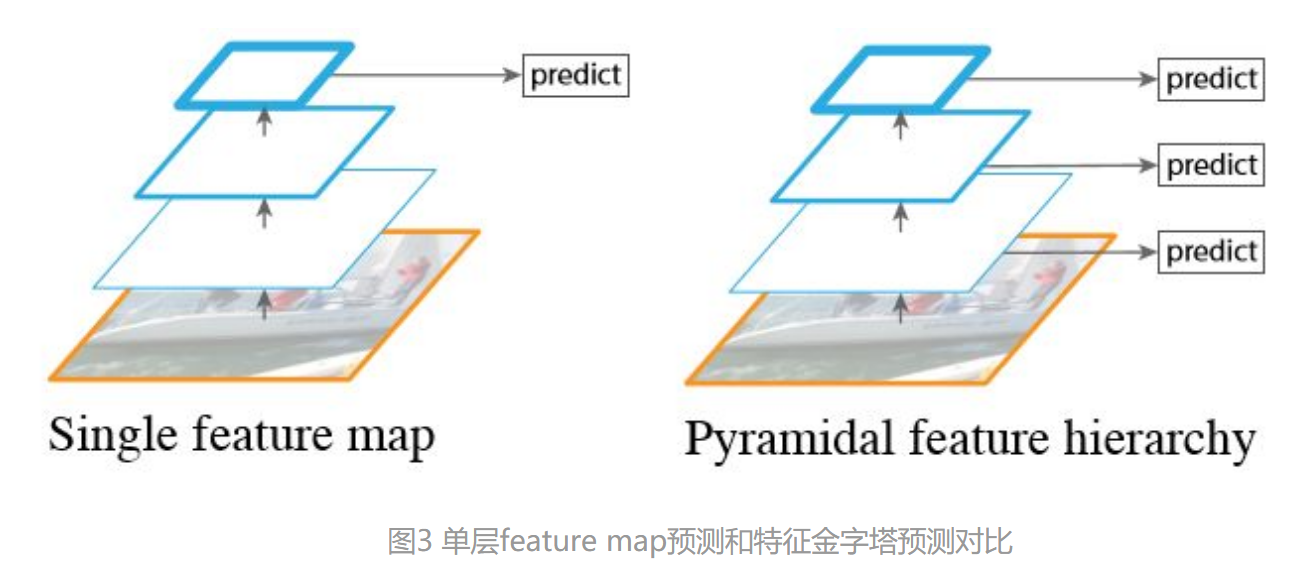 predict
predict
predict
predict
Single feature map
Pyramidal feature hierarchy
图3 单层feature map预测和特征金字塔预测对比